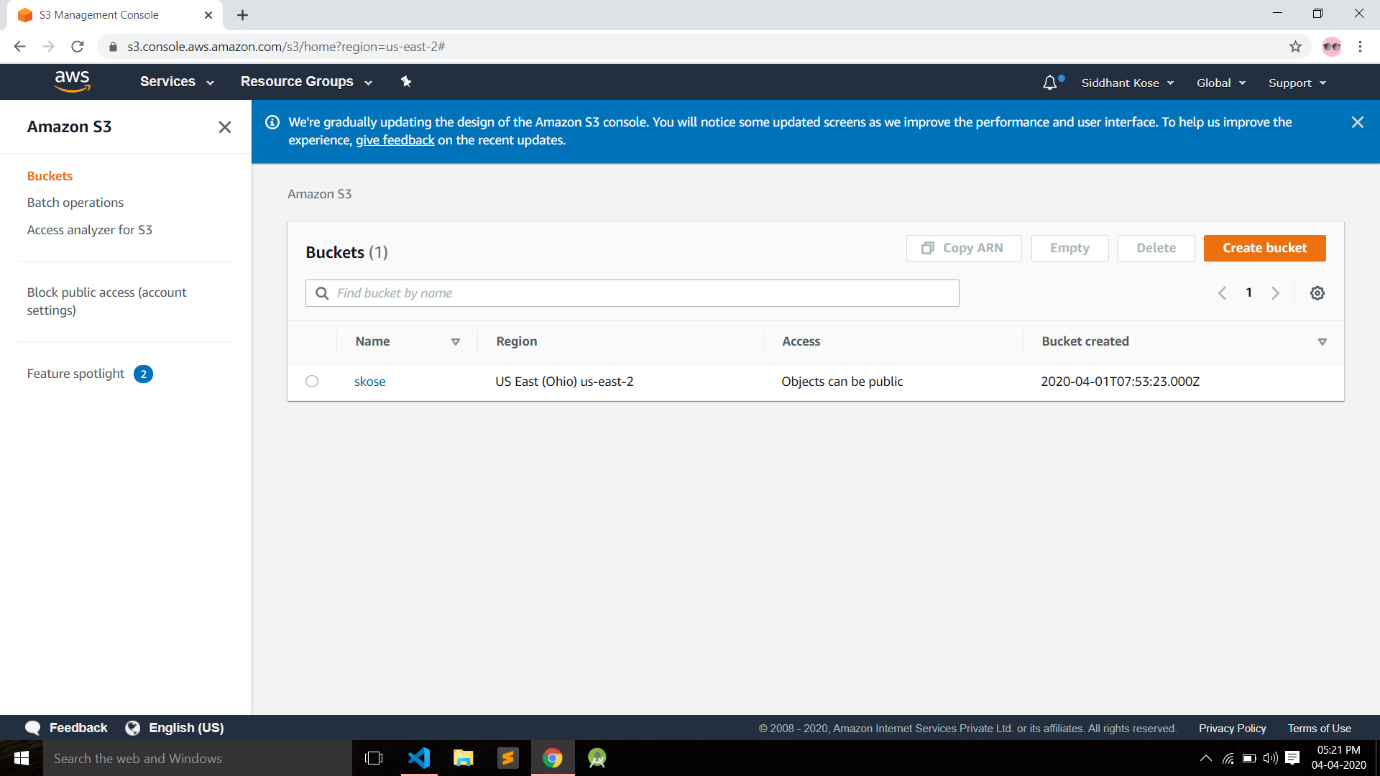 S3 Management Console
s3.console.aws.amazon.com/s3/home?region=us-east-2#
aws
Services
Resource Groups
Siddhant Kose
Global
Support
Amazon S3
Buckets
Batch operations
Access analyzer for S3
Block public access (account
settings)
Feature spotlight 2
We're gradually updating the design of the Amazon S3 console. You will notice some updated screens as we improve the performance and user interface. To help us improve the
experience, give feedback on the recent updates.
Amazon S3
Buckets (1)
Copy ARN
Empty
Delete
Create bucket
Find bucket by name
1
Name
Region
Access
Bucket created
skose
US East (Ohio) us-east-2
Objects can be public
2020-04-01T07:53:23.000Z
Feedback
English (US)
© 2008 - 2020, Amazon Internet Services Private Ltd. or its affiliates. All rights reserved.
Privacy Policy
Terms of Use
Search the web and Windows
05:21 PM
04-04-2020